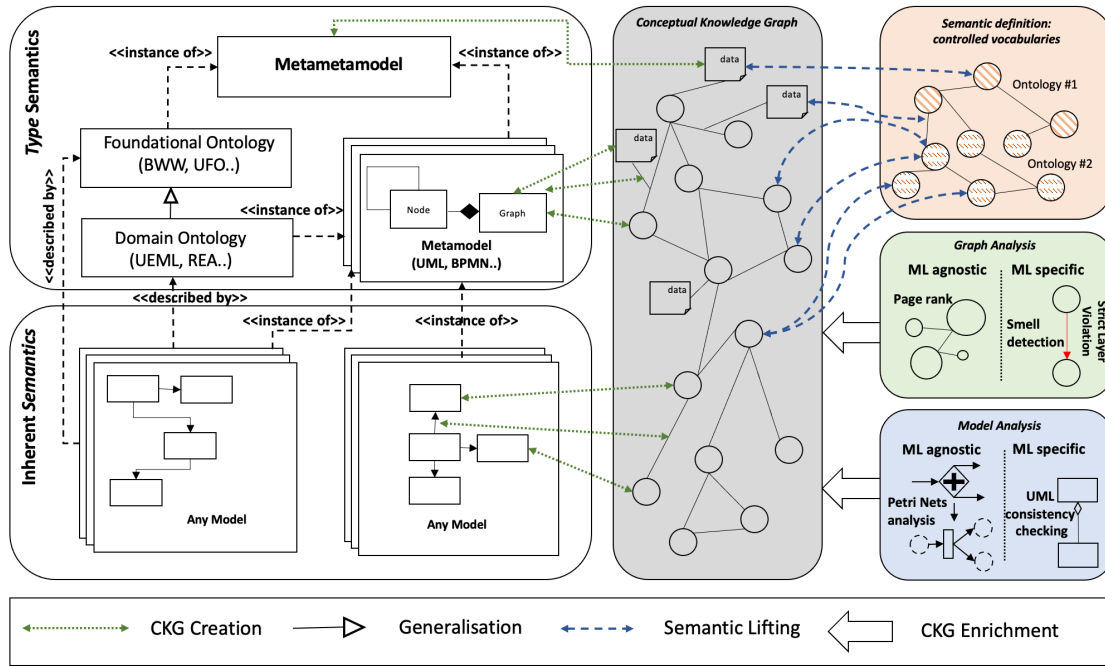 Type Semantics
<<instance of>>
Metametamodel
<<instance of>>
Foundational Ontology
(BWW, UFO..)
<<described by>>
<<instance of>>
Domain Ontology
(UEML, REA..)
Node
Graph
Metamodel
(UML, BPMN..)
<<described by>>
<<instance of>>
<<instance of>>
Inherent Semantics
Any Model
Any Model
Conceptual Knowledge Graph
data
data
data
data
Semantic definition:
controlled vocabularies
Ontology #1
Ontology #2
Graph Analysis
ML agnostic
ML specific
Page rank
Smell
detection
Strict Layer
Violation
Model Analysis
ML agnostic
ML specific
Petri Nets
analysis
UML
consistency
checking
CKG Creation
Generalisation
Semantic Lifting
CKG Enrichment